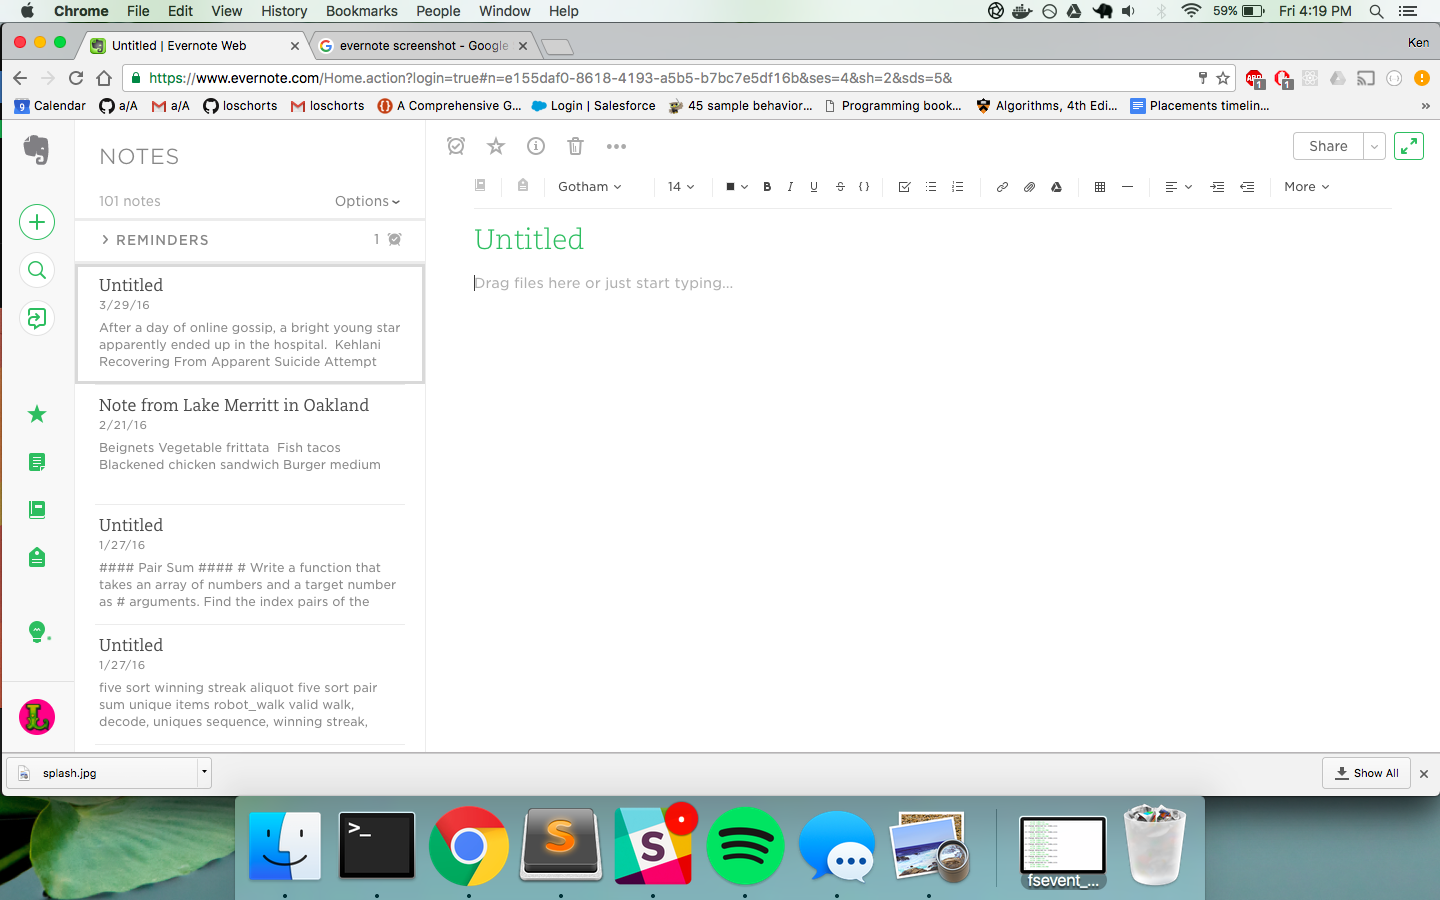 Chrome File Edit View History Bookmarks People Window Help 59% Fri 4:19 PM
Untitled | Evernote Web evernote screenshot - Google Ken
https://www.evernote.com/Home.action?login=true#n=e155daf0-8618-4193-a5b5-b7bc7e5df16b&ses=4&sh=2&sds=5&
Calendar a/A a/A loschorts loschorts A Comprehensive G... Login | Salesforce 45 sample behavior... Programming book... Algorithms, 4th Edi... Placements timelin... »
NOTES
101 notes Options
REMINDERS 1
Untitled
3/29/16
After a day of online gossip, a bright young star
apparently ended up in the hospital. Kehlani
Recovering From Apparent Suicide Attempt
Note from Lake Merritt in Oakland
2/21/16
Beignets Vegetable frittata Fish tacos
Blackened chicken sandwich Burger medium
Untitled
1/27/16
#### Pair Sum #### # Write a function that
takes an array of numbers and a target number
as # arguments. Find the index pairs of the
Untitled
1/27/16
five sort winning streak aliquot five sort pair
sum unique items robot_walk valid walk,
decode, uniques sequence, winning streak,
Share
Gotham 14 B I U S {} More
Untitled
Drag files here or just start typing...
splash.jpg Show All
>_ S S
fsevent_...